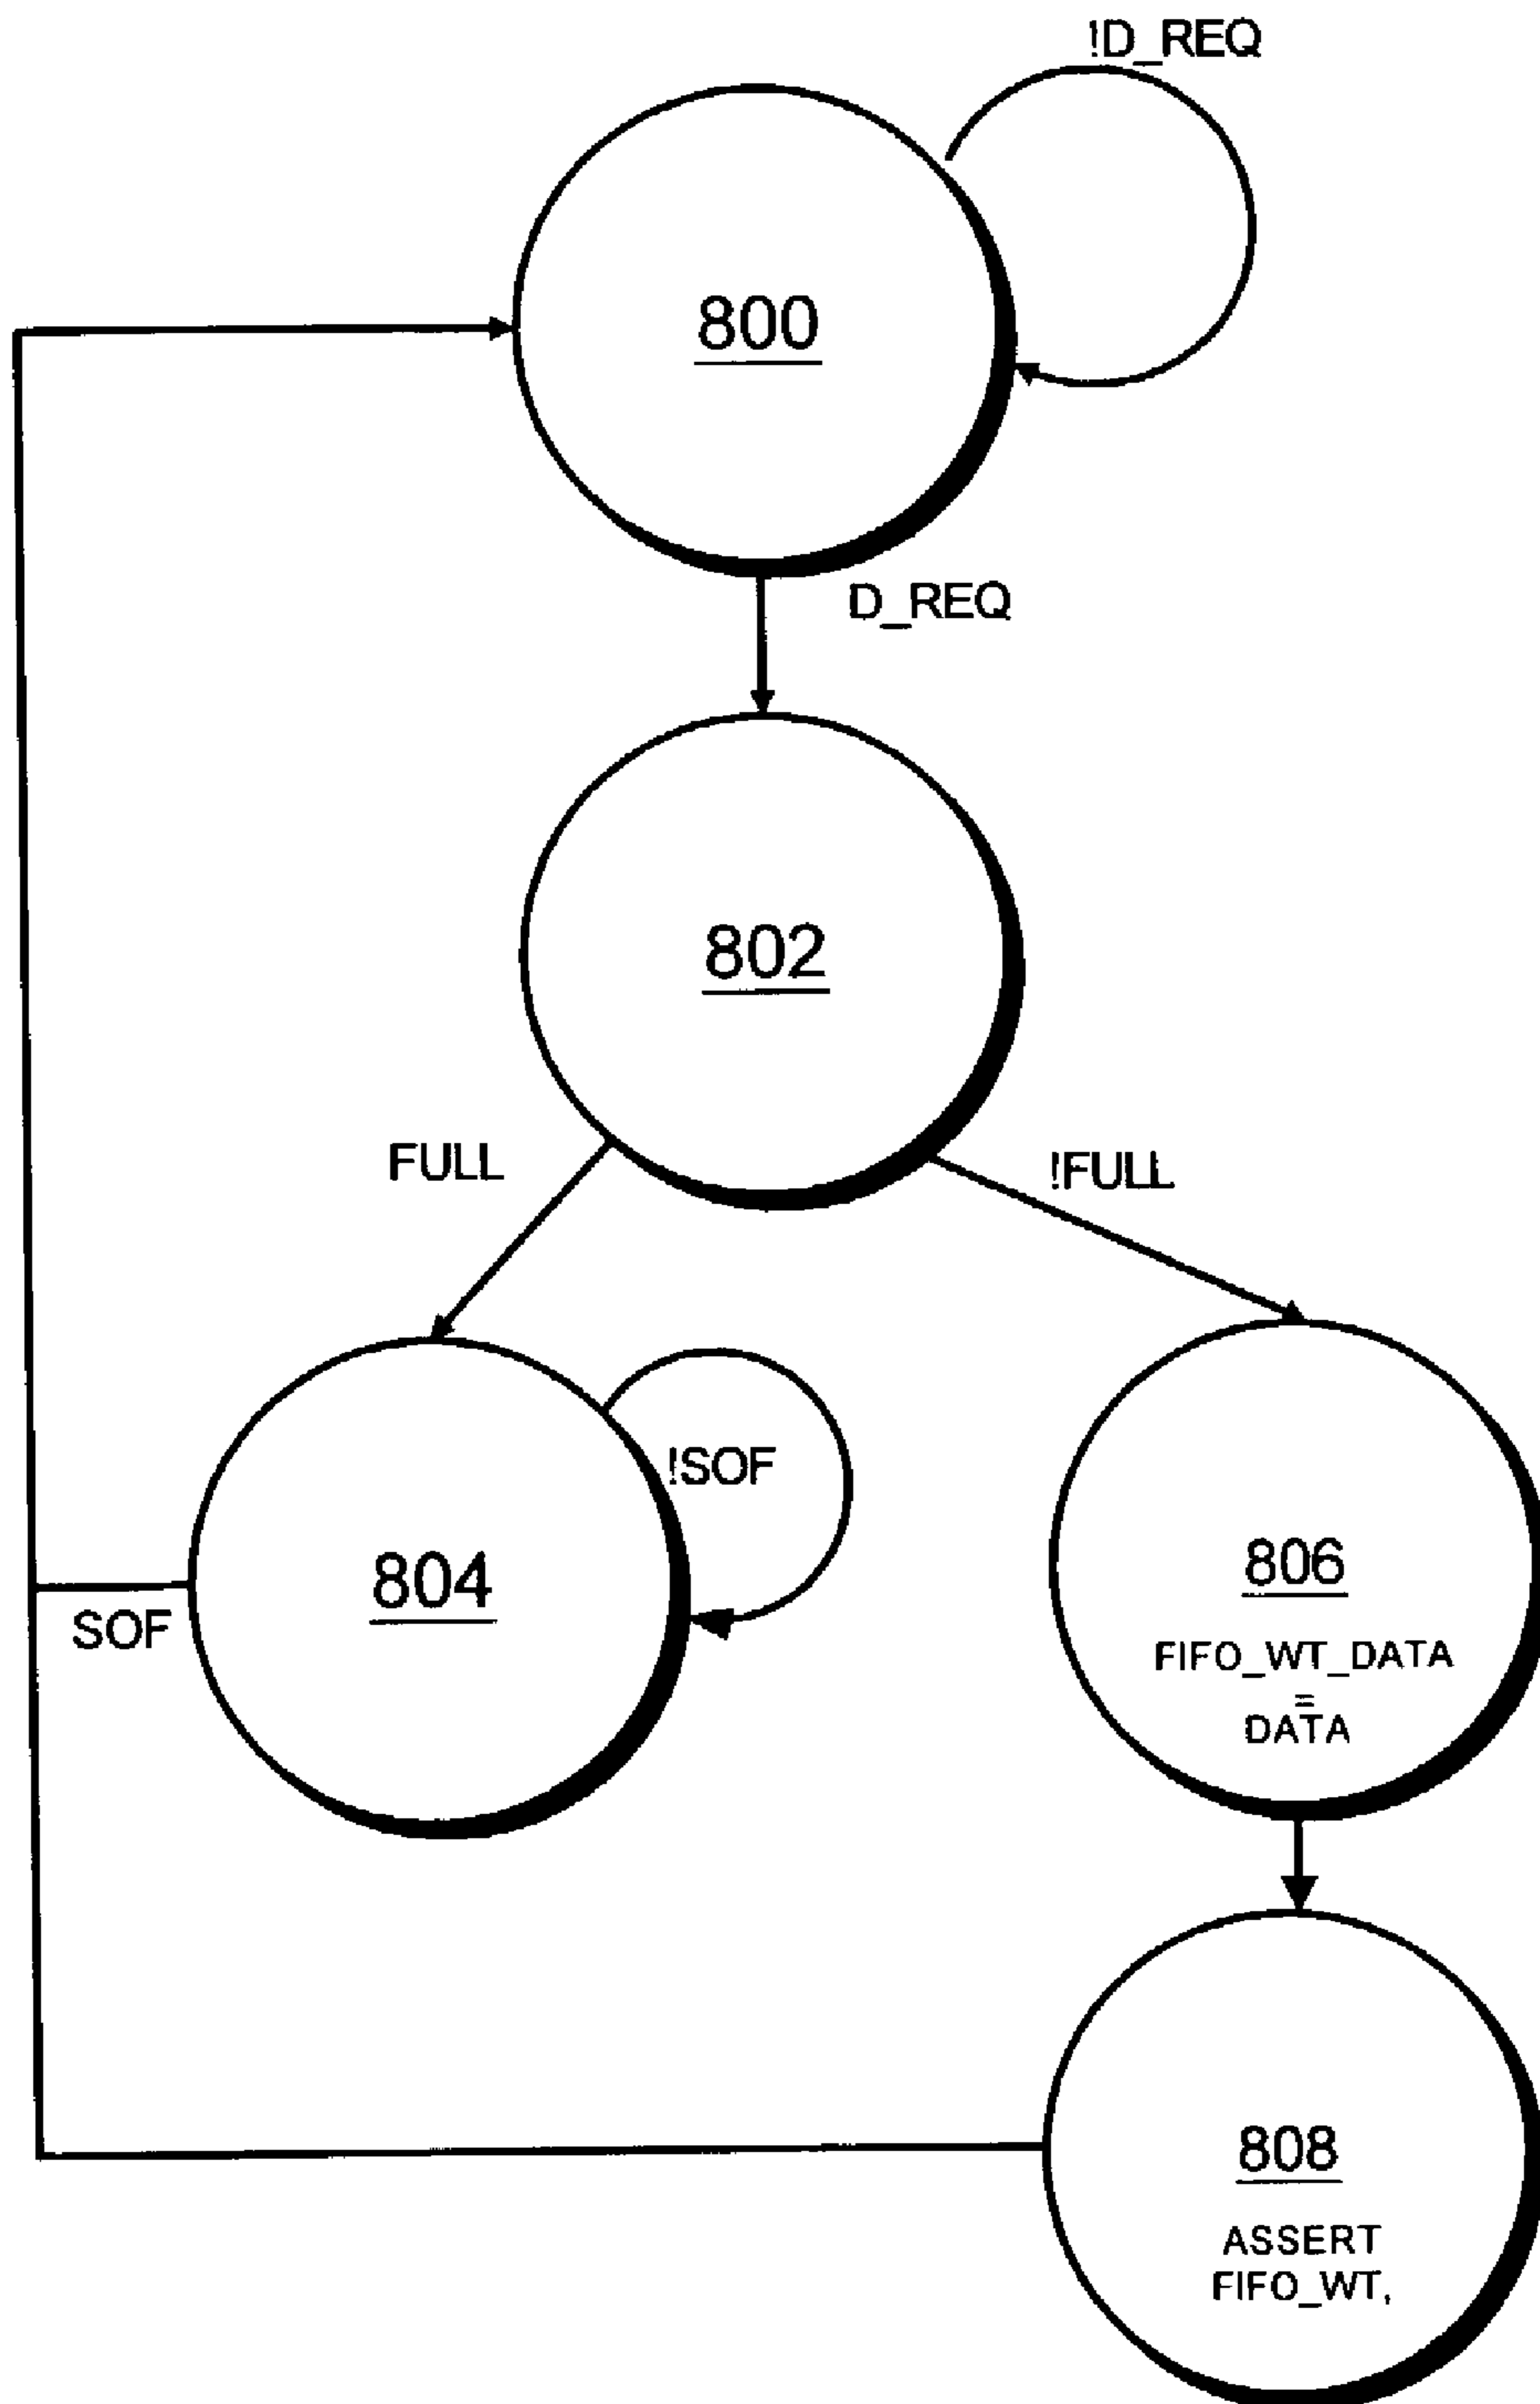 !D_REQ
800
D_REQ
802
FULL
!FULL
!SOF
804
SOF
806
FIFO_WT_DATA
=
DATA
808
ASSERT
FIFO_WT,